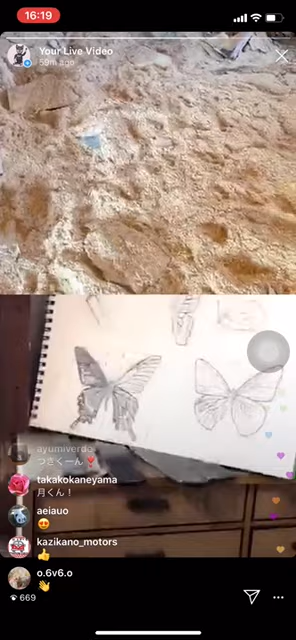 16:19
Your Live Video
59m ago
ayumiverde
つきくーん❣️
takakokaneyama
月くん！
aeiauo
😍
kazikano_motors
👍
o.6v6.o
👋
669